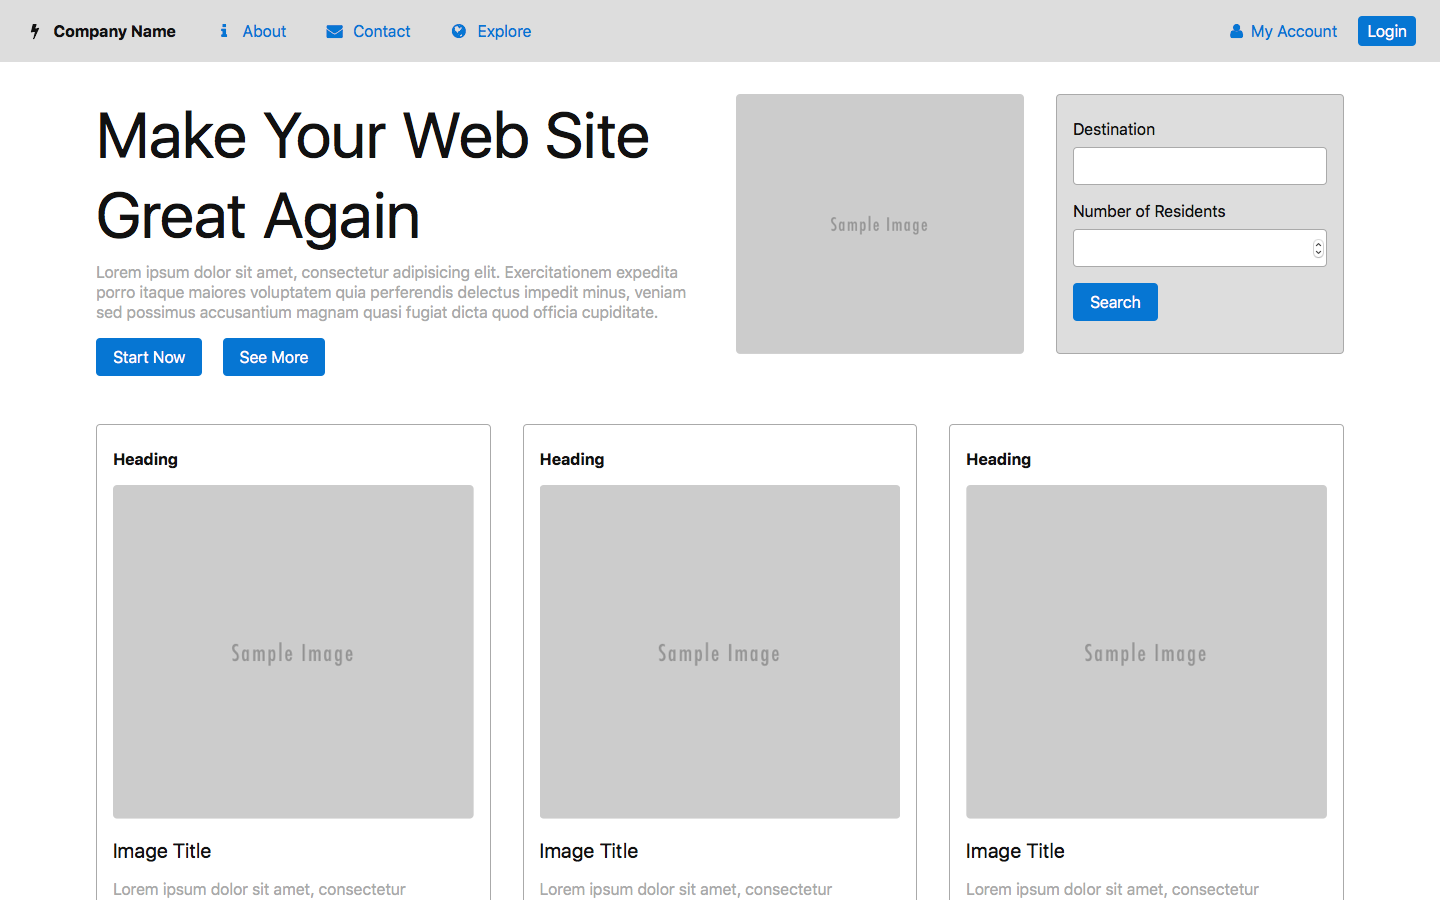 Company Name
About
Contact
Explore
My Account
Login
Make Your Web Site
Great Again
Lorem ipsum dolor sit amet, consectetur adipisicing elit. Exercitationem expedita
porro itaque maiores voluptatem quia perferendis delectus impedit minus, veniam
sed possimus accusantium magnam quasi fugiat dicta quod officia cupiditate.
Start Now
See More
Sample Image
Destination
Number of Residents
Search
Heading
Sample Image
Image Title
Lorem ipsum dolor sit amet, consectetur
Heading
Sample Image
Image Title
Lorem ipsum dolor sit amet, consectetur
Heading
Sample Image
Image Title
Lorem ipsum dolor sit amet, consectetur